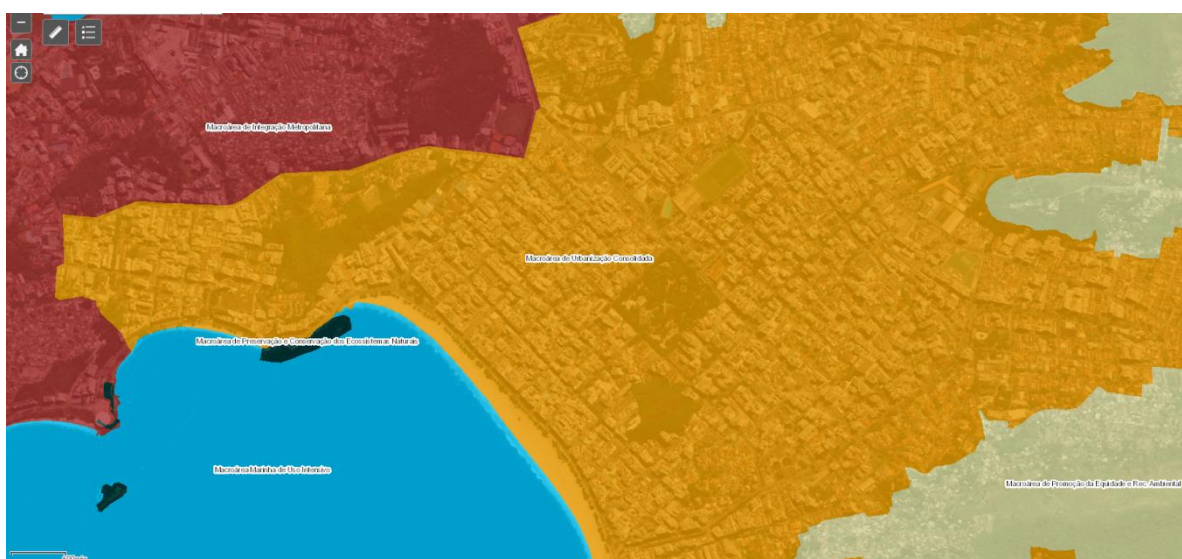 Macroárea de Integração Metropolitana
Macroárea de Urbanização Consolidada
Macroárea de Preservação e Conservação dos Ecossistemas Naturais
Macroárea Marinha de Uso Intensivo
Macroárea de Promoção da Equidade e Rec. Ambiental